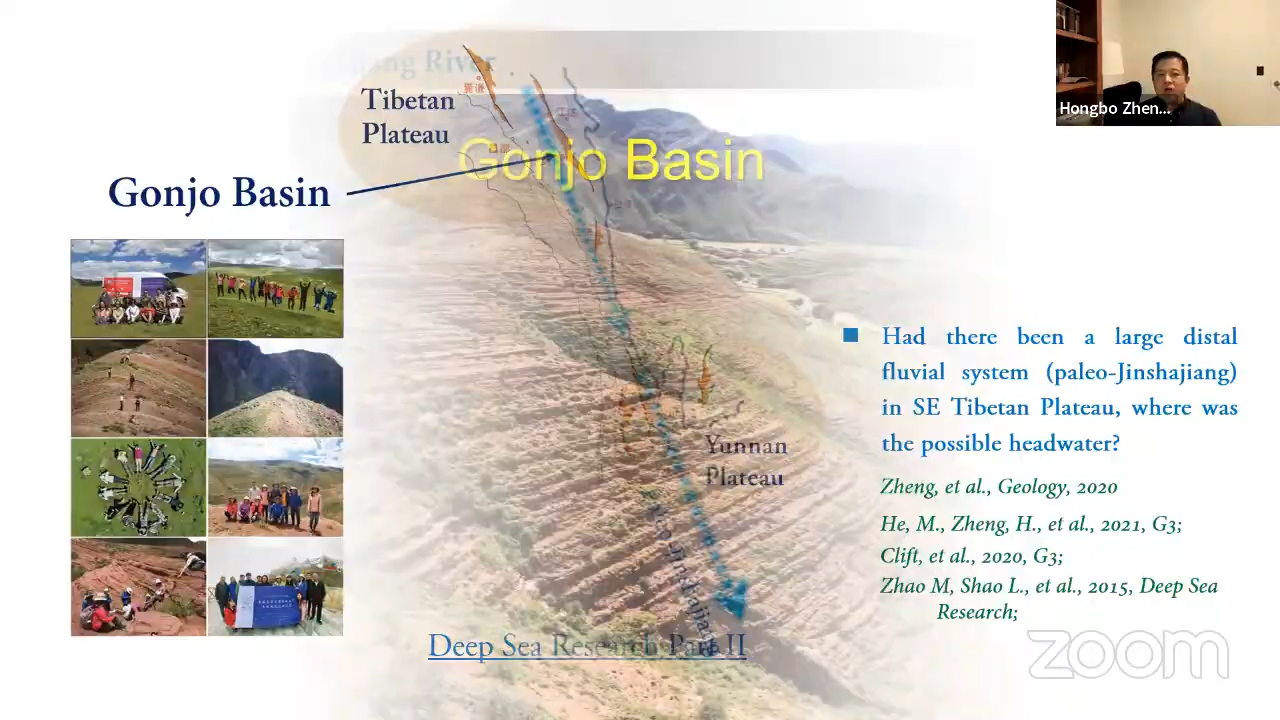 Hongbo Zhen...
River
Tibetan
Plateau
Gonjo Basin
Gonjo Basin
Had there been a large distal
fluvial system (paleo-Jinshajiang)
in SE Tibetan Plateau, where was
the possible headwater?
Yunnan
Plateau
Zheng, et al., Geology, 2020
He, M., Zheng, H., et al., 2021, G3;
Clift, et al., 2020, G3;
Zhao M, Shao L., et al., 2015, Deep Sea
Research;
Paleo-Jinshajiang
Deep Sea Research Part II
zoom